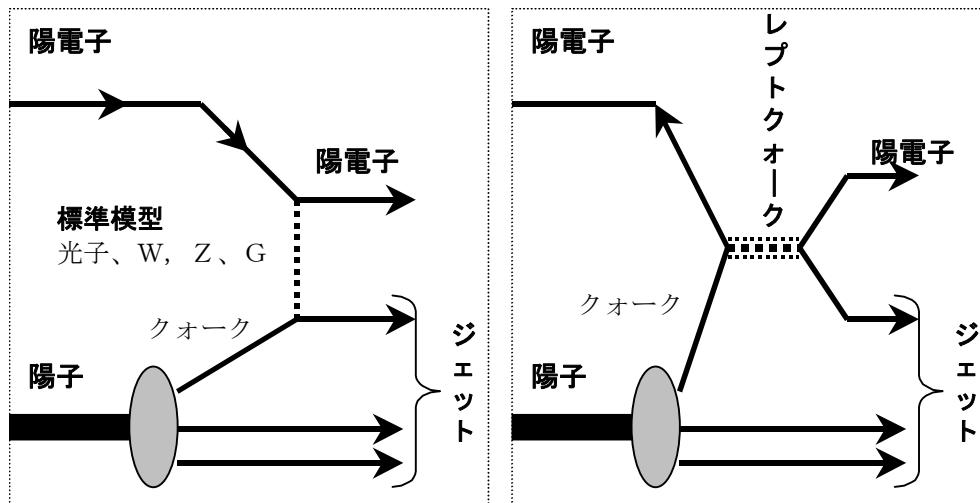 陽電子
陽電子
標準模型
光子、W, Z、G
クォーク
陽子
ジェット
陽電子
レプトクォーク
陽電子
クォーク
陽子
ジェット